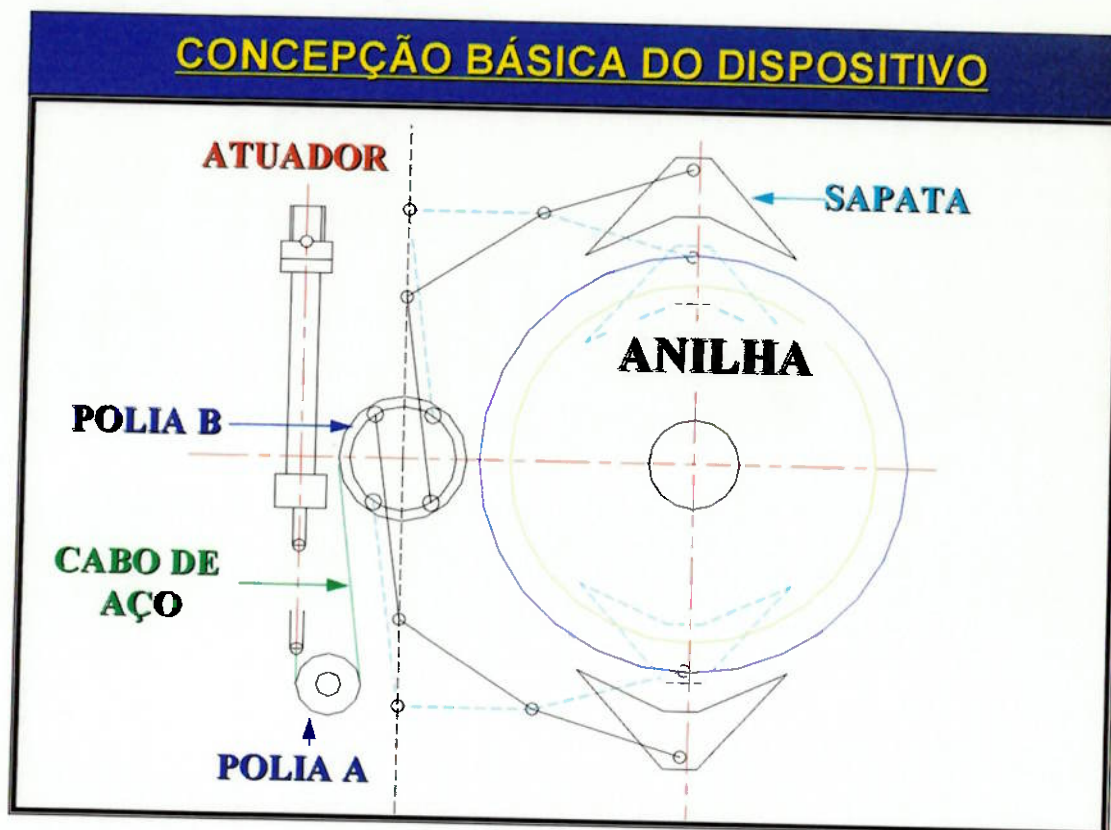 CONCEPÇÃO BÁSICA DO DISPOSITIVO
ATUADOR
SAPATA
ANILHA
POLIA B
CABO DE
AÇO
POLIA A